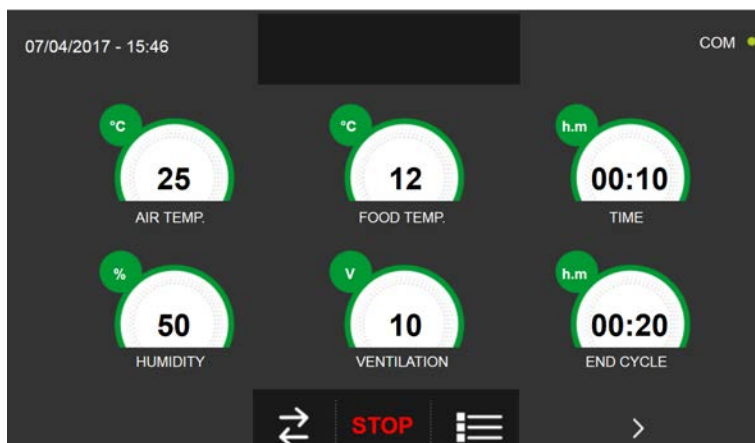 07/04/2017 - 15:46
COM
°C
°C
h.m
25
12
00:10
AIR TEMP.
FOOD TEMP.
TIME
%
V
h.m
50
10
00:20
HUMIDITY
VENTILATION
END CYCLE
STOP